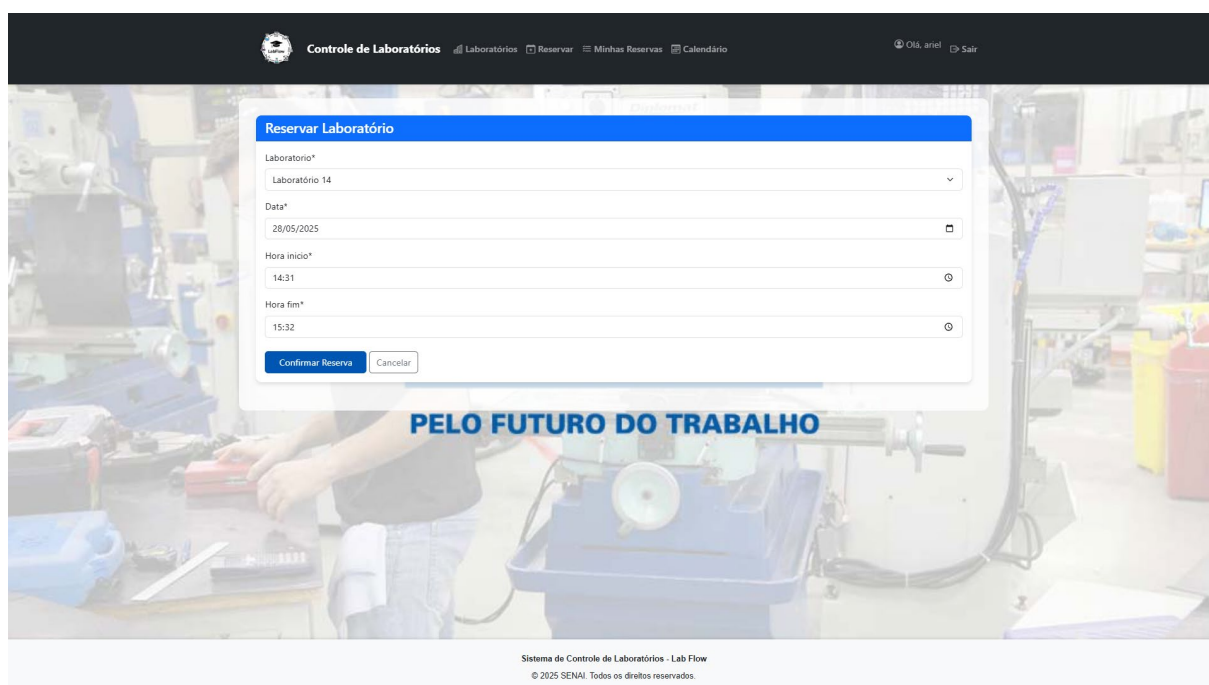 LabFlow
Controle de Laboratórios Laboratórios Reservar Minhas Reservas Calendário Olá, ariel Sair
Diplomat
Reservar Laboratório
Laboratorio*
Laboratório 14
Data*
28/05/2025
Hora inicio*
14:31
Hora fim*
15:32
Confirmar Reserva Cancelar
PELO FUTURO DO TRABALHO
Sistema de Controle de Laboratórios - Lab Flow
© 2025 SENAI. Todos os direitos reservados.